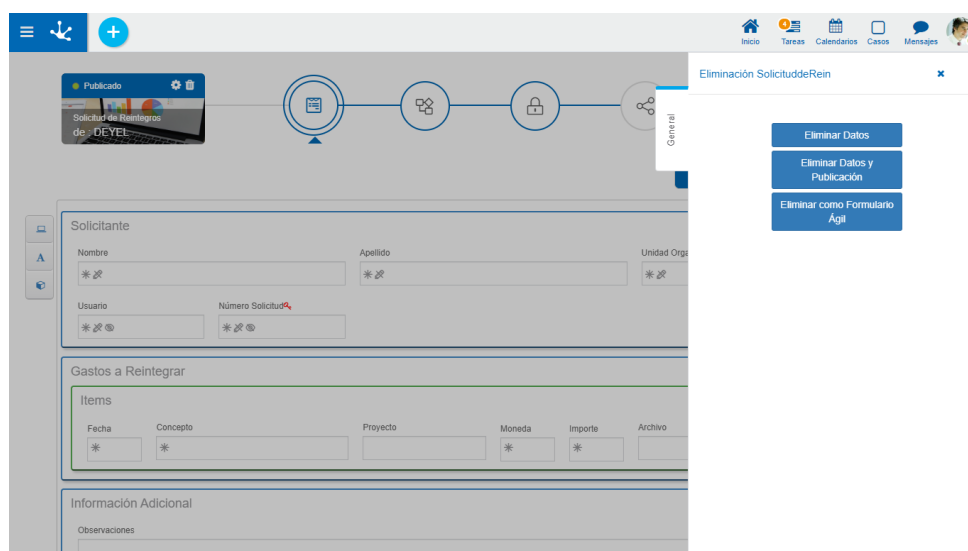 4
Inicio
Tareas
Calendarios
Casos
Mensajes
Publicado
Solicitud de Reintegros
de : DEYEL
Eliminación SolicituddeRein
General
Eliminar Datos
Eliminar Datos y
Publicación
Eliminar como Formulario
Ágil
A
Solicitante
Nombre
Apellido
Unidad Orga
Usuario
Número Solicitud
Gastos a Reintegrar
Items
Fecha
Concepto
Proyecto
Moneda
Importe
Archivo
Información Adicional
Observaciones